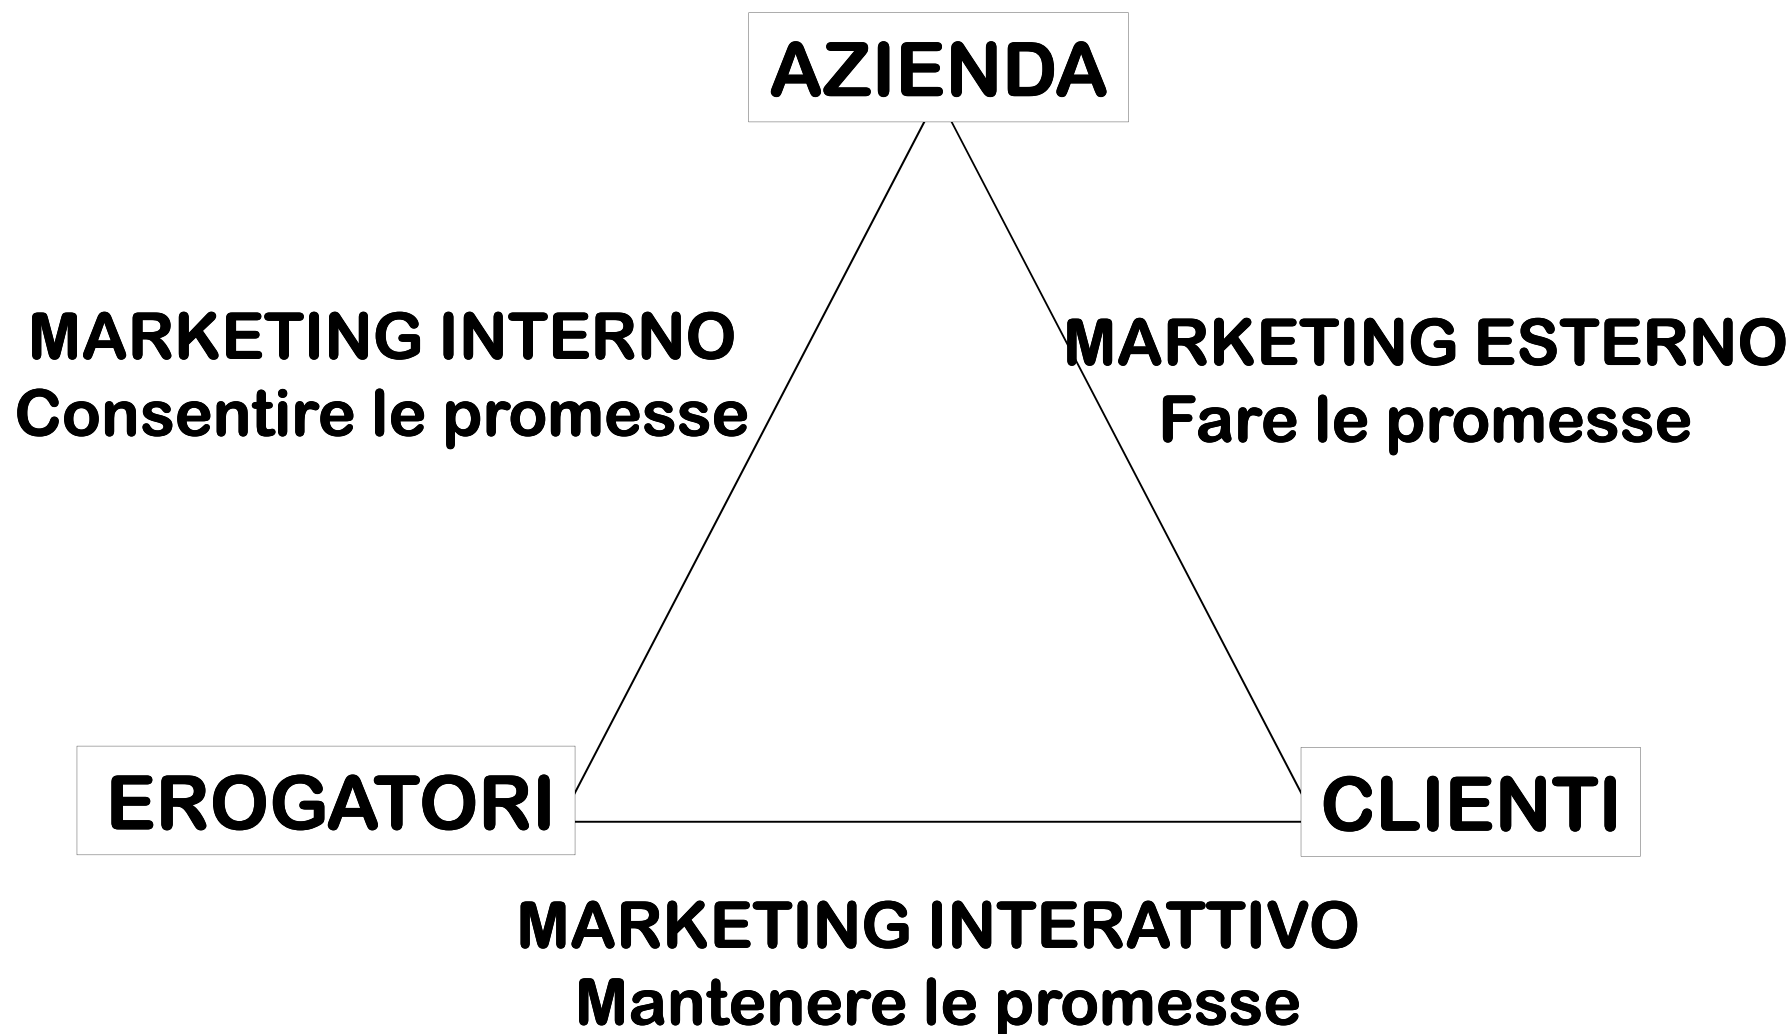 AZIENDA
MARKETING INTERNO
Consentire le promesse
MARKETING ESTERNO
Fare le promesse
EROGATORI
CLIENTI
MARKETING INTERATTIVO
Mantenere le promesse